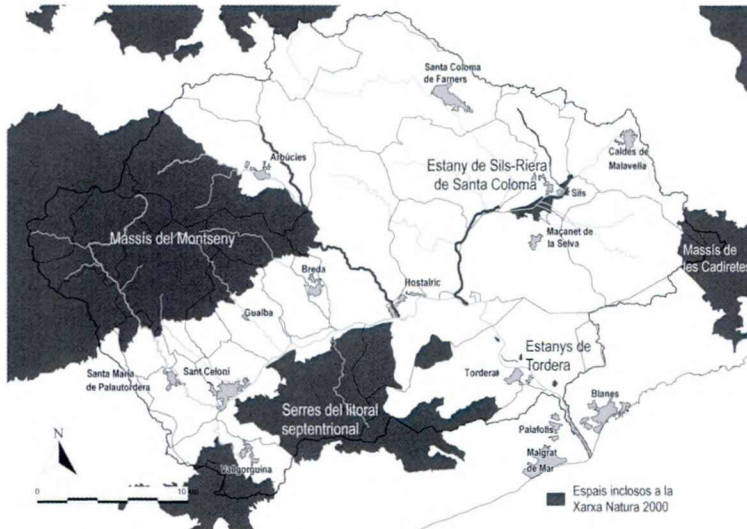 Santa Coloma
de Farners
Arbúcies
Estany de Sils-Riera
de Santa Coloma
Caldes de
Malavella
Sils
Massís del Montseny
Maçanet de
la Selva
Massís de
les Cadiretes
Breda
Hostalric
Gualba
Santa Maria
de Palautordera
Sant Celoni
Estanys de
Tordera
Tordera
Serres del litoral
septentrional
Blanes
Palafolls
Malgrat
de Mar
Vallgorguina
N
0
Espais inclosos a la
Xarxa Natura 2000